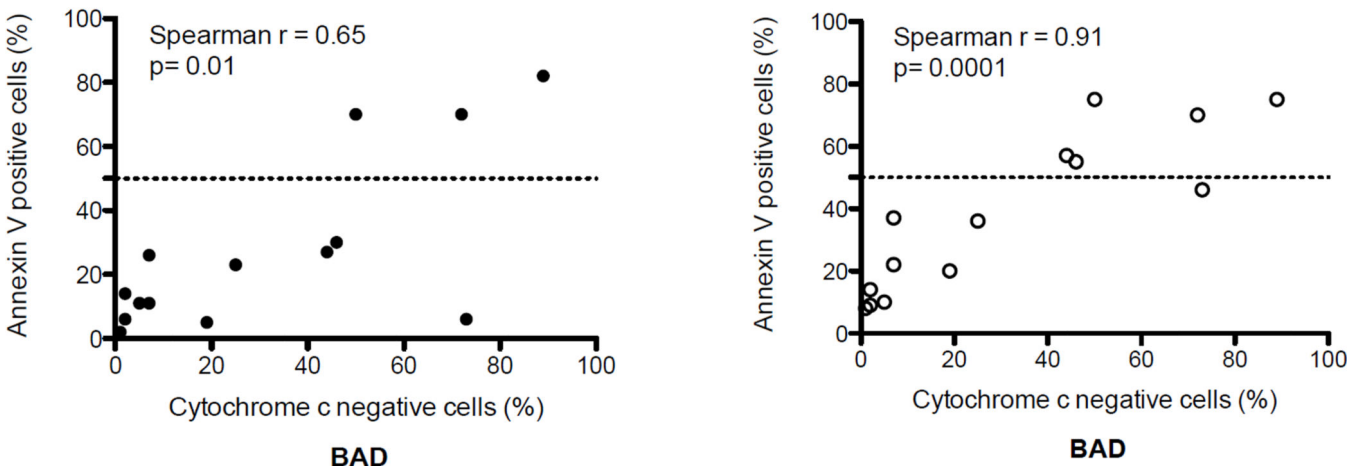 Annexin V positive cells (%)
100
80
60
40
20
0
Spearman r = 0.65
p= 0.01
0 20 40 60 80 100
Cytochrome c negative cells (%)
BAD
Annexin V positive cells (%)
100
80
60
40
20
0
Spearman r = 0.91
p= 0.0001
0 20 40 60 80 100
Cytochrome c negative cells (%)
BAD